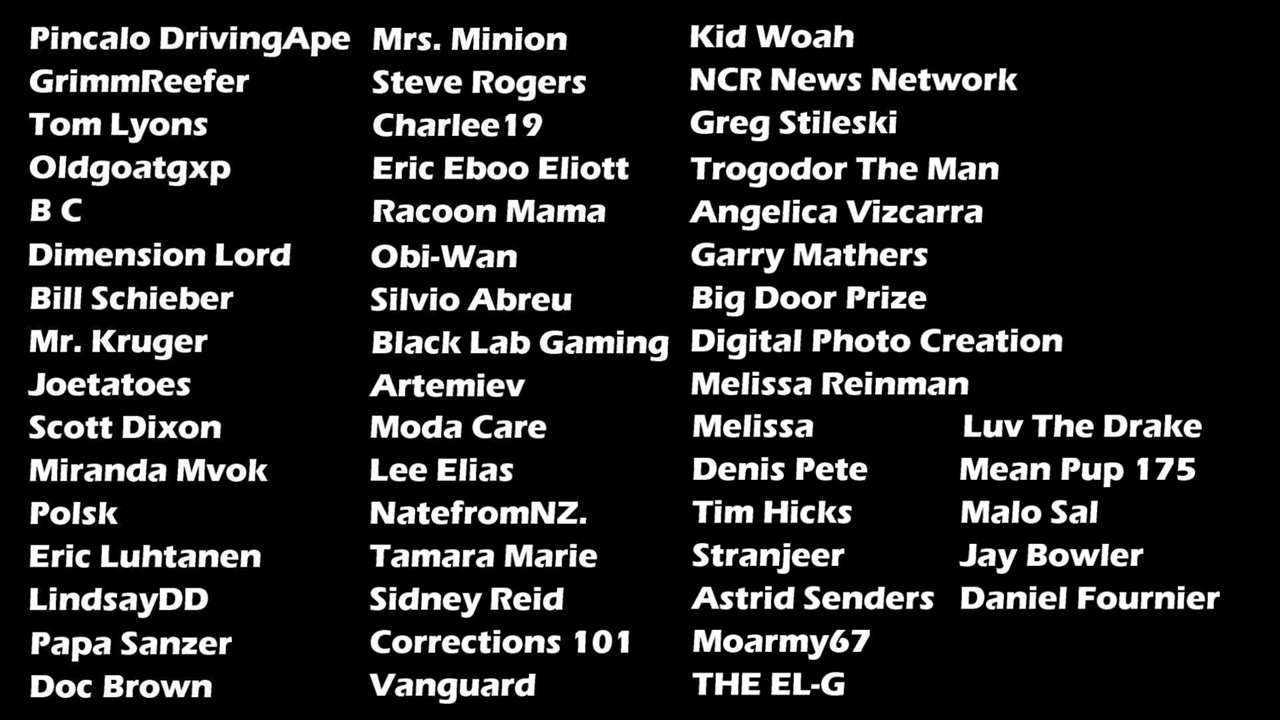 Pincalo DrivingApe
GrimmReefer
Tom Lyons
Oldgoatgxp
B C
Dimension Lord
Bill Schieber
Mr. Kruger
Joetatoes
Scott Dixon
Miranda Mvok
Polsk
Eric Luhtanen
LindsayDD
Papa Sanzer
Doc Brown
Mrs. Minion
Steve Rogers
Charlee19
Eric Eboo Eliott
Racoon Mama
Obi-Wan
Silvio Abreu
Black Lab Gaming
Artemiev
Moda Care
Lee Elias
NatefromNZ.
Tamara Marie
Sidney Reid
Corrections 101
Vanguard
Kid Woah
NCR News Network
Greg Stileski
Trogodor The Man
Angelica Vizcarra
Garry Mathers
Big Door Prize
Digital Photo Creation
Melissa Reinman
Melissa
Denis Pete
Tim Hicks
Stranjeer
Astrid Senders
Moarmy67
THE EL-G
Luv The Drake
Mean Pup 175
Malo Sal
Jay Bowler
Daniel Fournier